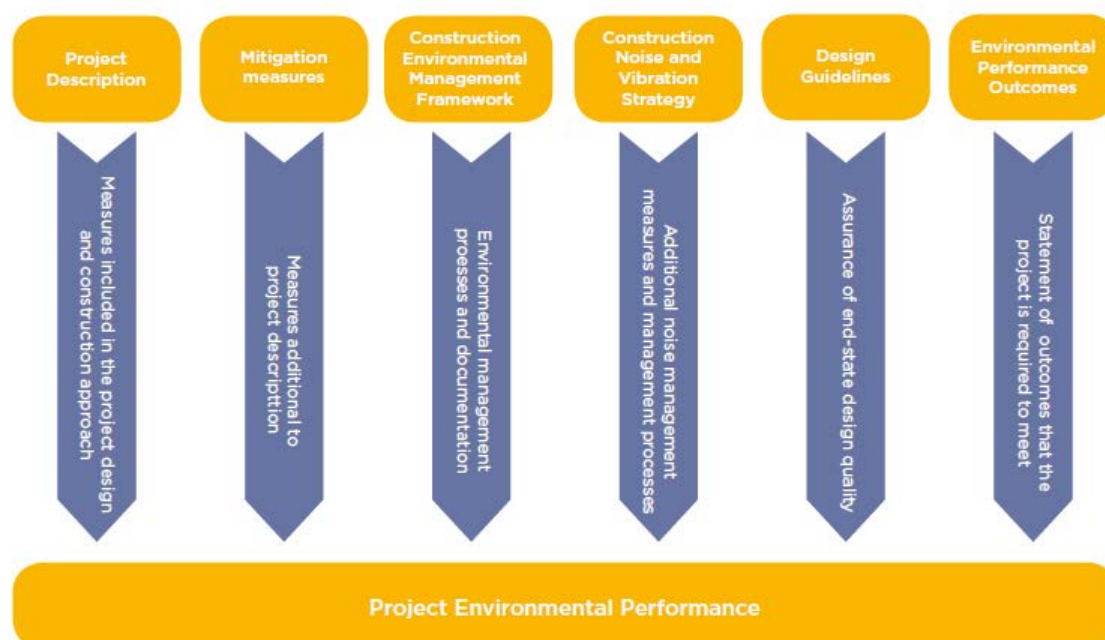 Project
Description
Mitigation
measures
Construction
Environmental
Management
Framework
Construction
Noise and
Vibration
Strategy
Design
Guidelines
Environmental
Performance
Outcomes
Measures included in the project design
and construction approach
Measures additional to
project descripttion
Environmental management
proesses and documentation
Additional noise management
measures and management processes
Assurance of end-state design quality
Statement of outcomes that the
project is required to meet
Project Environmental Performance